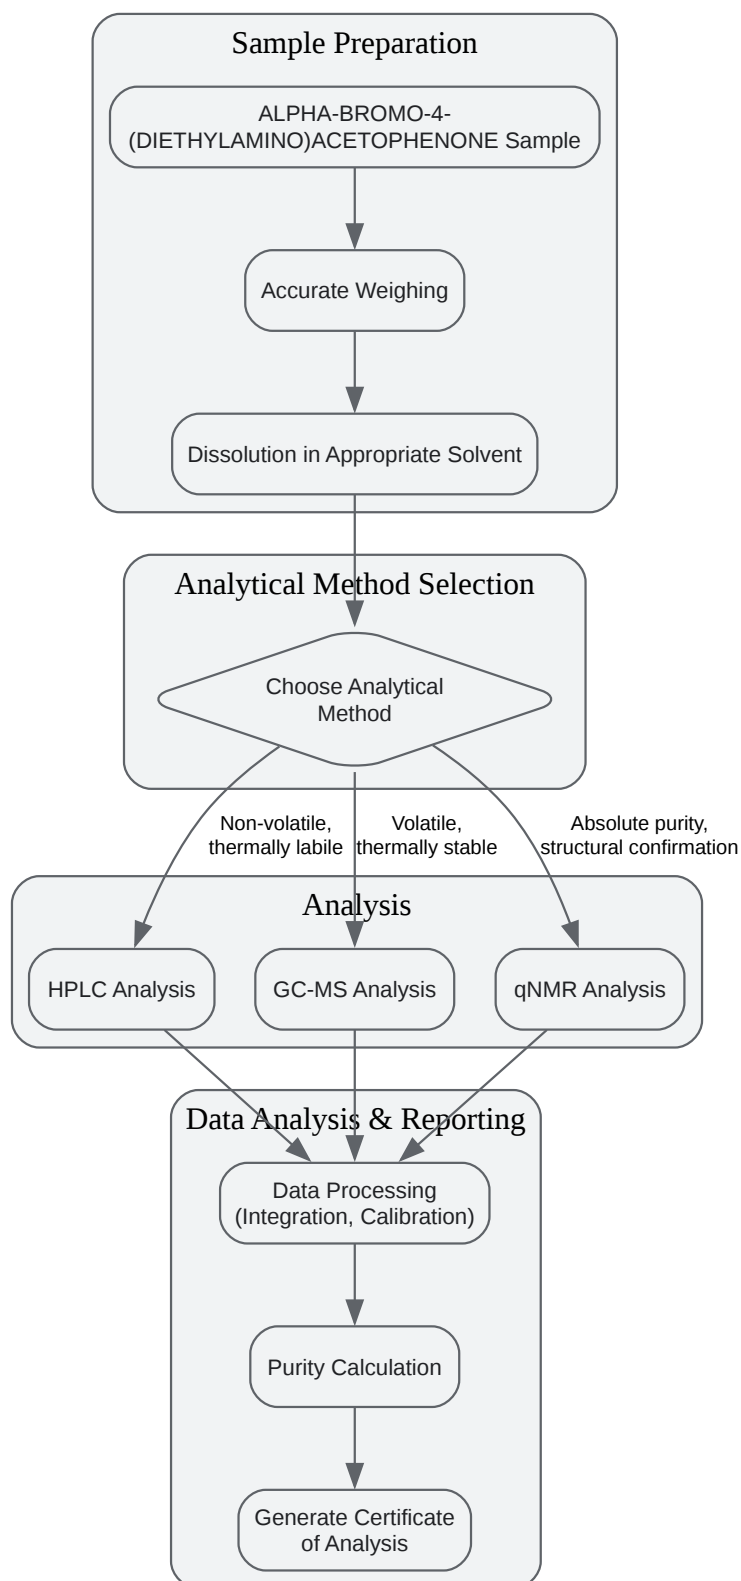 Sample Preparation
ALPHA-BROMO-4-
(DIETHYLAMINO)ACETOPHENONE Sample
Accurate Weighing
Dissolution in Appropriate Solvent
Analytical Method Selection
Choose Analytical
Method
Non-volatile,
thermally labile
Volatile,
thermally stable
Absolute purity,
structural confirmation
Analysis
HPLC Analysis
GC-MS Analysis
qNMR Analysis
Data Analysis & Reporting
Data Processing
(Integration, Calibration)
Purity Calculation
Generate Certificate
of Analysis